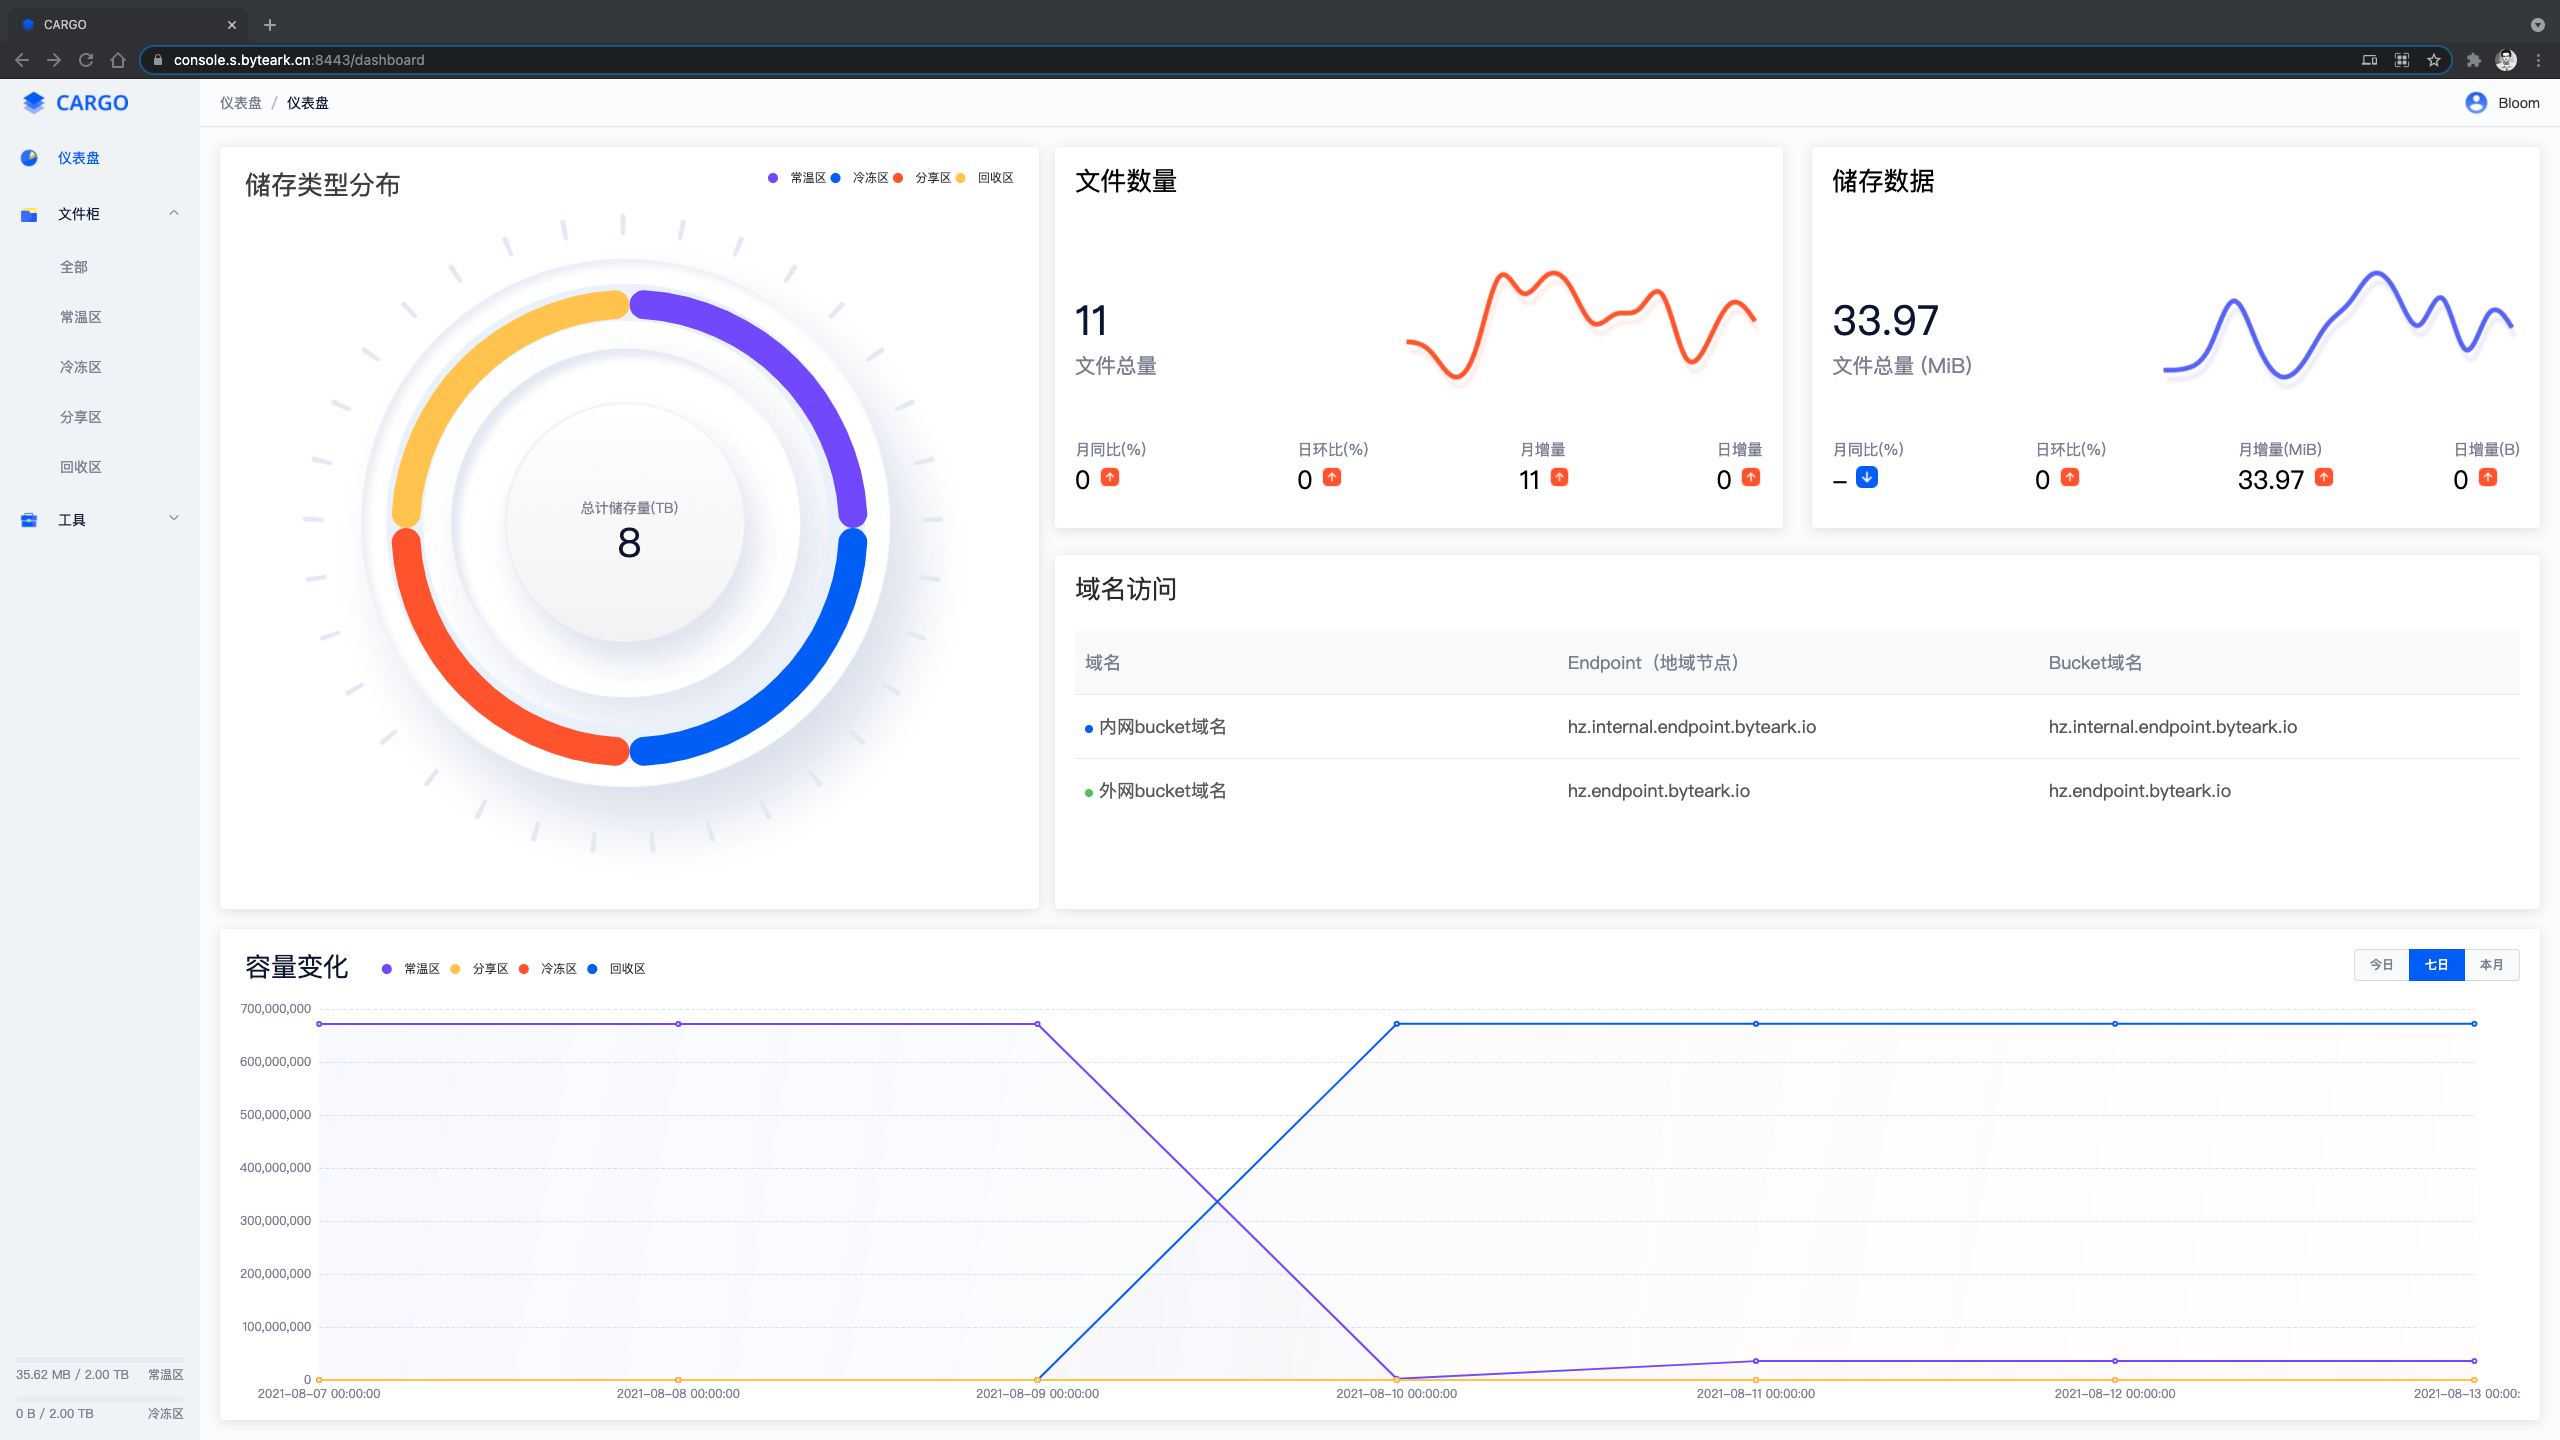 CARGO
console.s.byteark.cn:8443/dashboard
CARGO
仪表盘 / 仪表盘
Bloom
仪表盘
文件柜
全部
常温区
冷冻区
分享区
回收区
工具
35.62 MB / 2.00 TB 常温区
0 B / 2.00 TB 冷冻区
储存类型分布
常温区 冷冻区 分享区 回收区
总计储存量(TB)
8
文件数量
11
文件总量
月同比(%) 日环比(%) 月增量 日增量
0 0 11 0
储存数据
33.97
文件总量 (MiB)
月同比(%) 日环比(%) 月增量(MiB) 日增量(B)
– 0 33.97 0
域名访问
域名 Endpoint（地域节点） Bucket域名
内网bucket域名 hz.internal.endpoint.byteark.io hz.internal.endpoint.byteark.io
外网bucket域名 hz.endpoint.byteark.io hz.endpoint.byteark.io
容量变化
常温区 分享区 冷冻区 回收区
今日 七日 本月
700,000,000
600,000,000
500,000,000
400,000,000
300,000,000
200,000,000
100,000,000
0
2021-08-07 00:00:00 2021-08-08 00:00:00 2021-08-09 00:00:00 2021-08-10 00:00:00 2021-08-11 00:00:00 2021-08-12 00:00:00 2021-08-13 00:00: